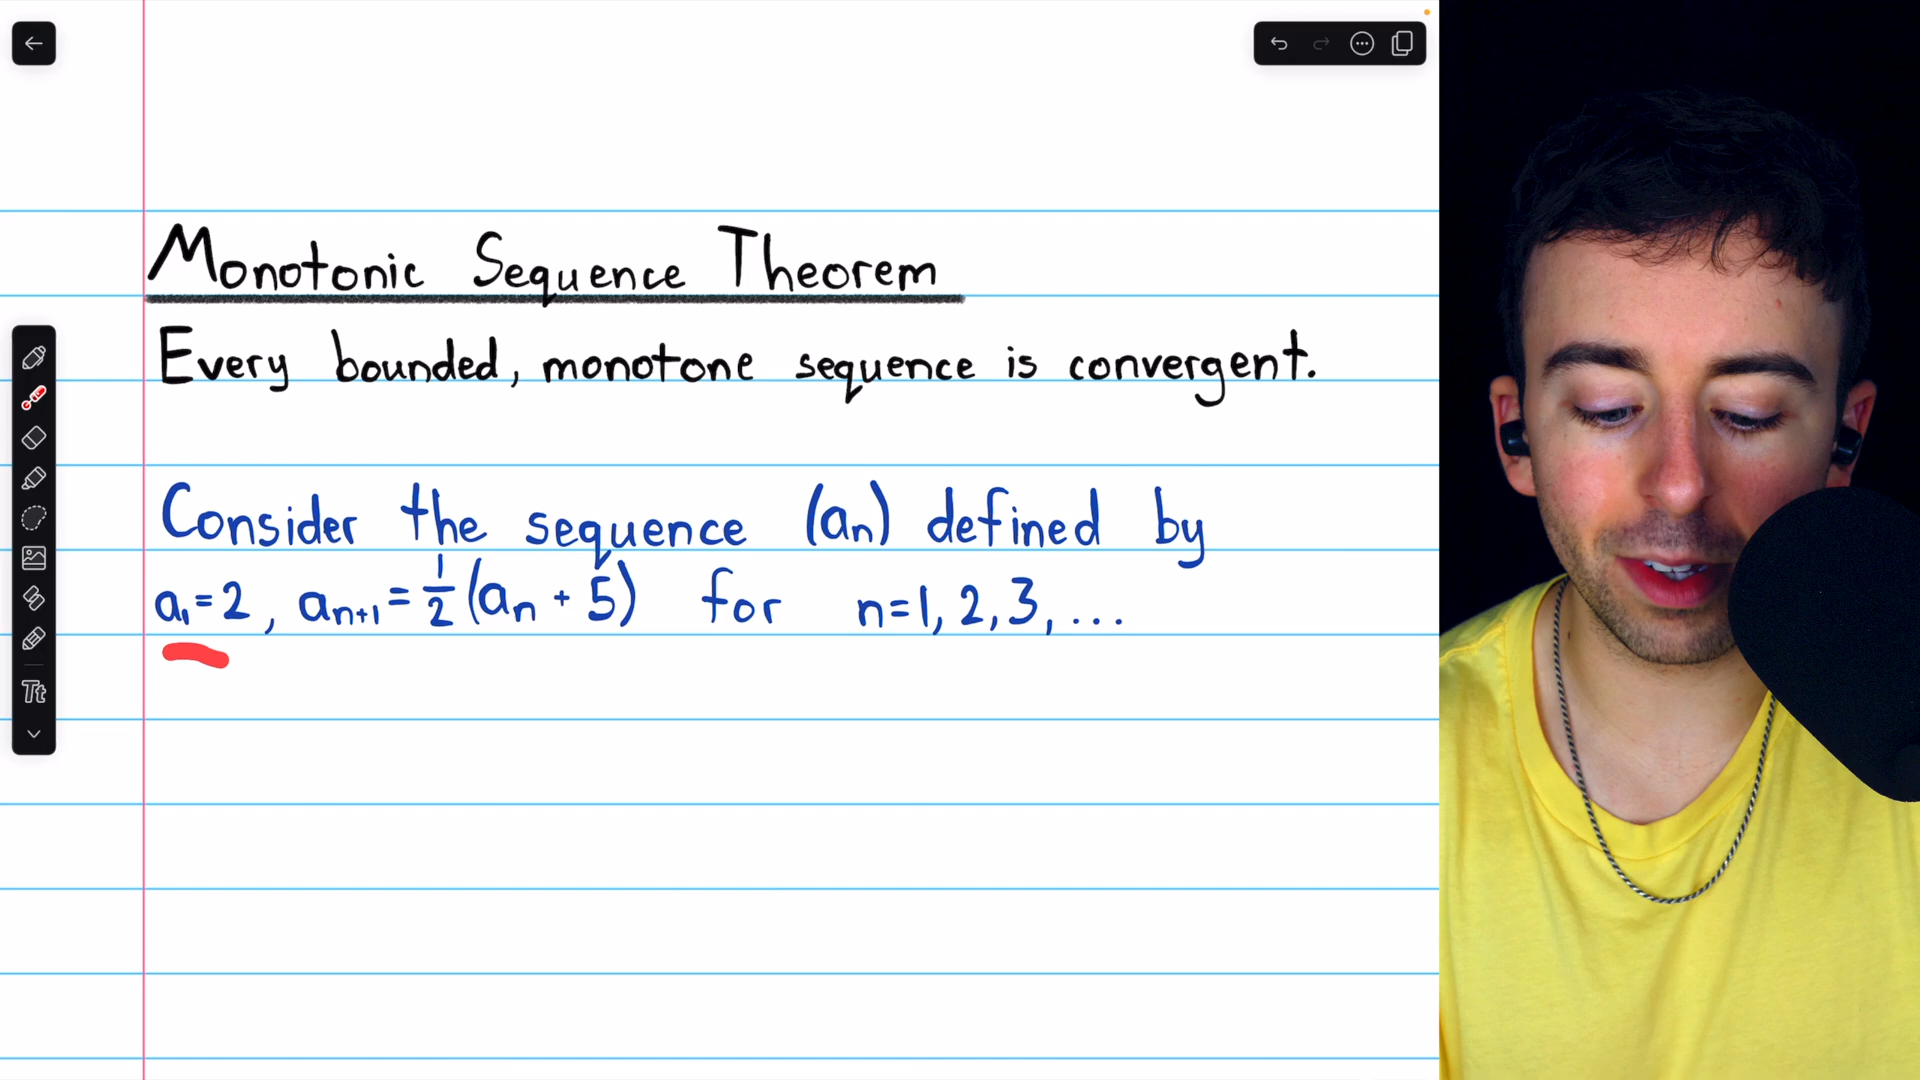 Monotonic Sequence Theorem
Every bounded, monotone sequence is convergent.
Consider the sequence (aₙ) defined by
a₁=2, aₙ₊₁=½(aₙ+5) for n=1,2,3,...
Tt